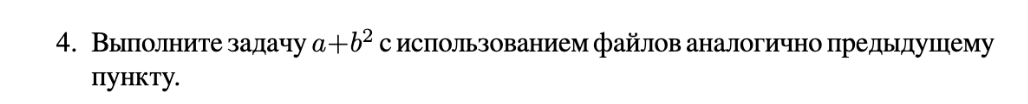 4. Выполните задачу a+b² с использованием файлов аналогично предыдущему
пункту.